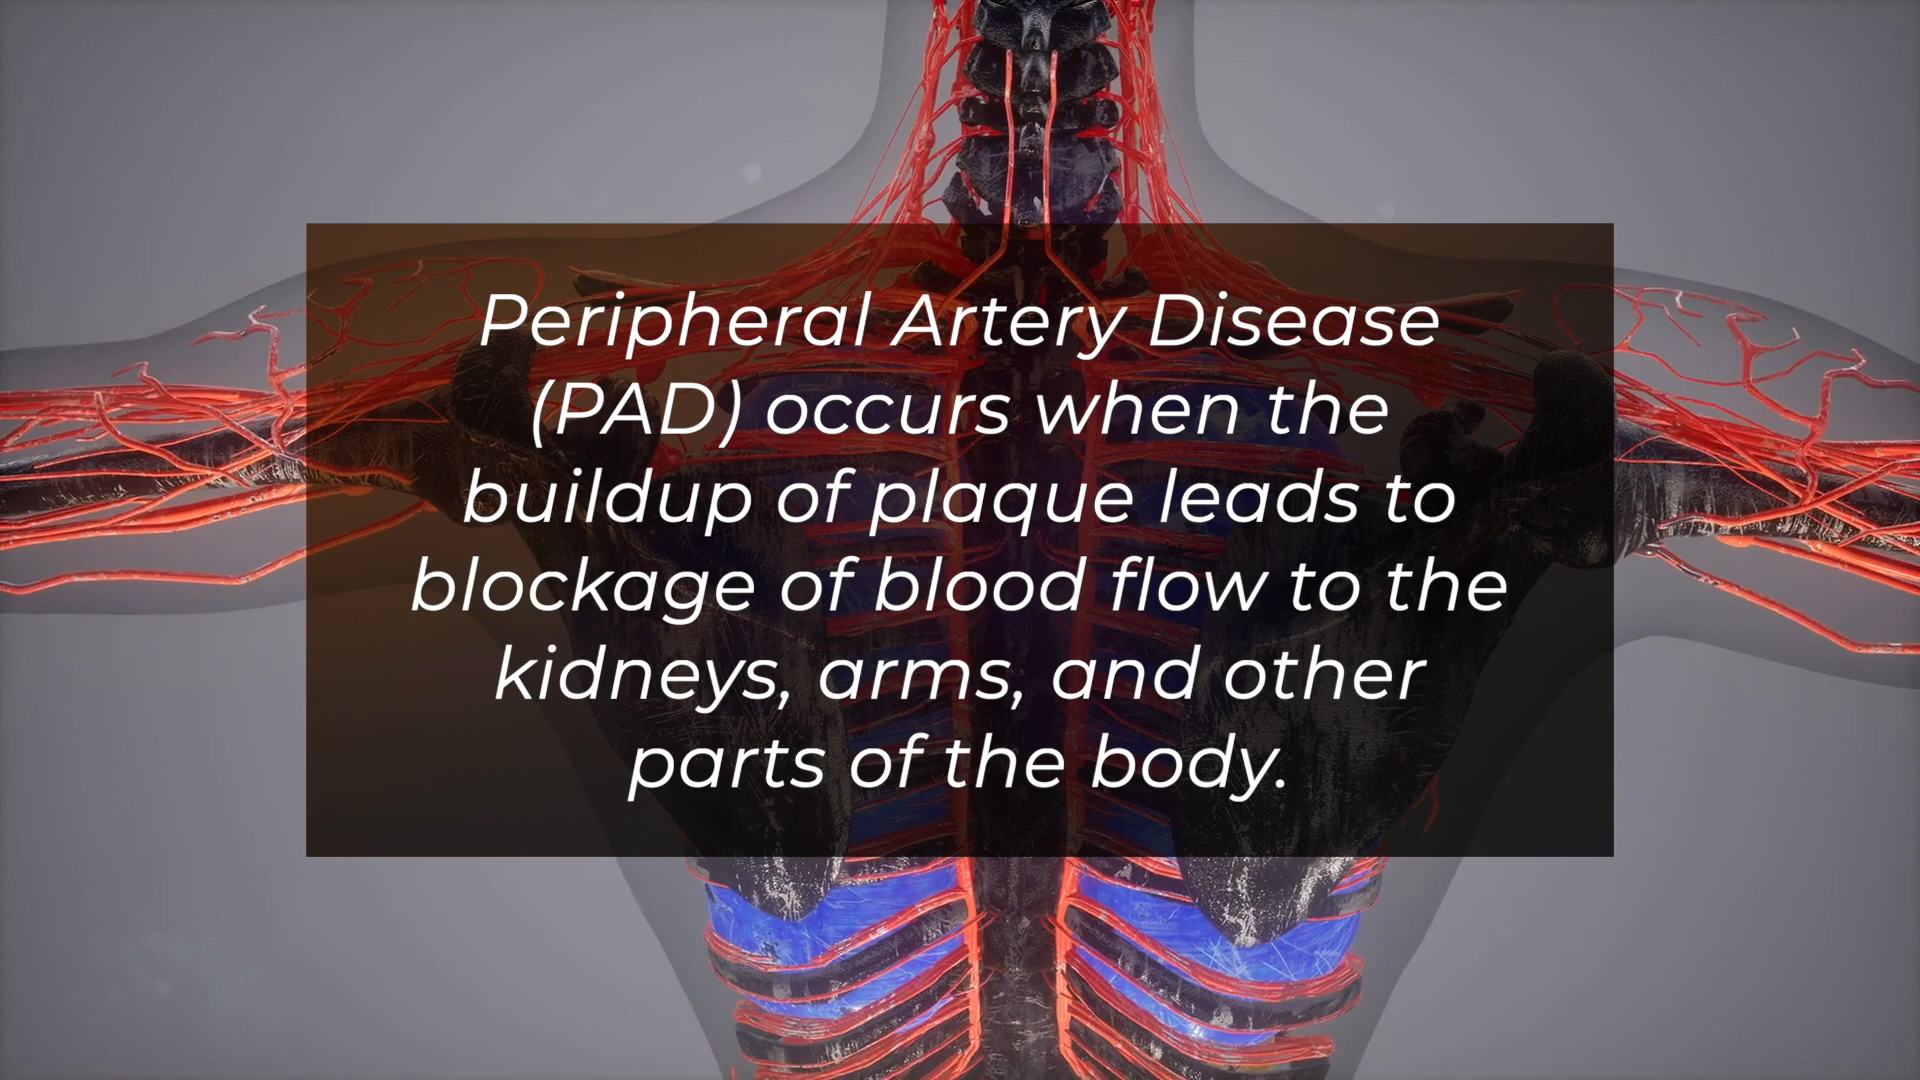 Peripheral Artery Disease
(PAD) occurs when the
buildup of plaque leads to
blockage of blood flow to the
kidneys, arms, and other
parts of the body.